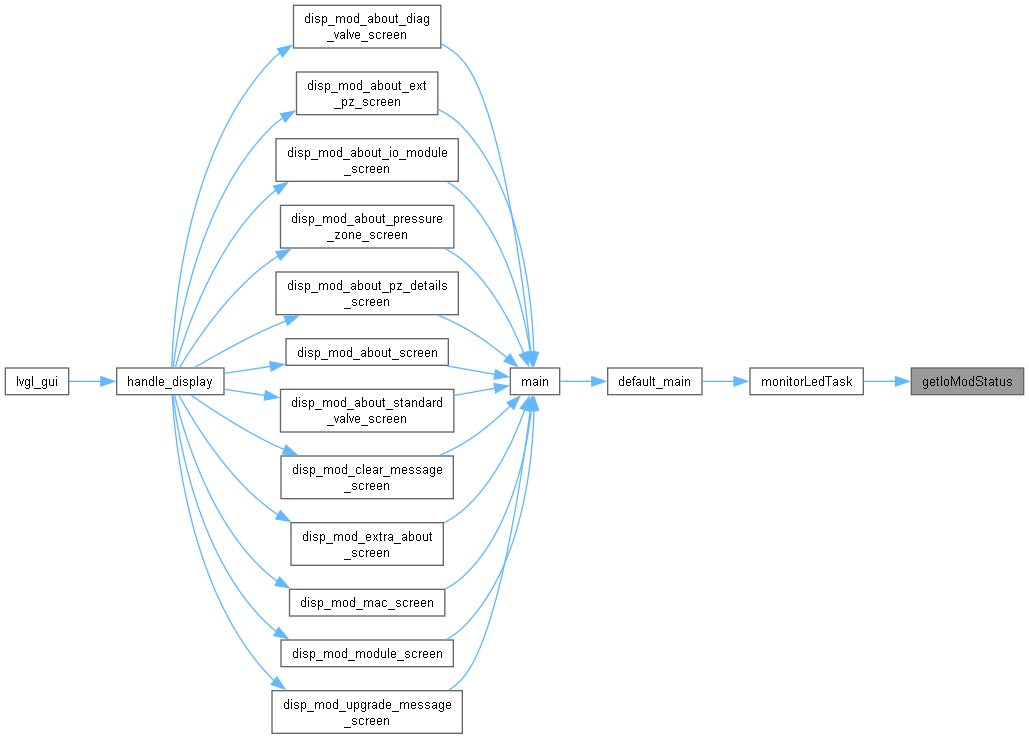 disp_mod_about_diag
_valve_screen
disp_mod_about_ext
_pz_screen
disp_mod_about_io_module
_screen
disp_mod_about_pressure
_zone_screen
disp_mod_about_pz_details
_screen
disp_mod_about_screen
lvgl_gui
handle_display
main
default_main
monitorLedTask
getIoModStatus
disp_mod_about_standard
_valve_screen
disp_mod_clear_message
_screen
disp_mod_extra_about
_screen
disp_mod_mac_screen
disp_mod_module_screen
disp_mod_upgrade_message
_screen